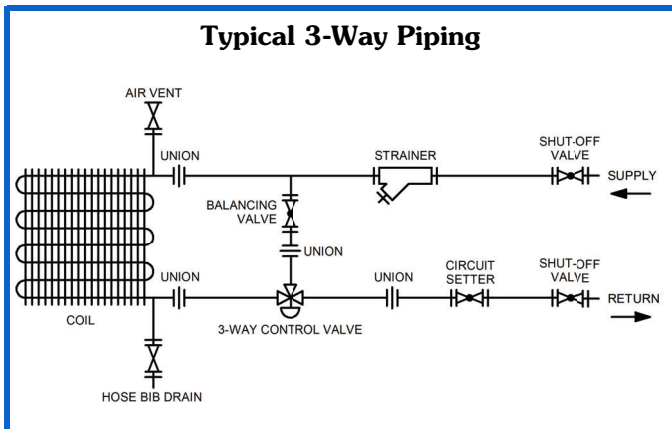 Typical 3-Way Piping
AIR VENT
UNION
STRAINER
SHUT-OFF
VALVE
SUPPLY
BALANCING
VALVE
UNION
UNION
UNION
CIRCUIT
SETTER
SHUT-OFF
VALVE
RETURN
COIL
3-WAY CONTROL VALVE
HOSE BIB DRAIN